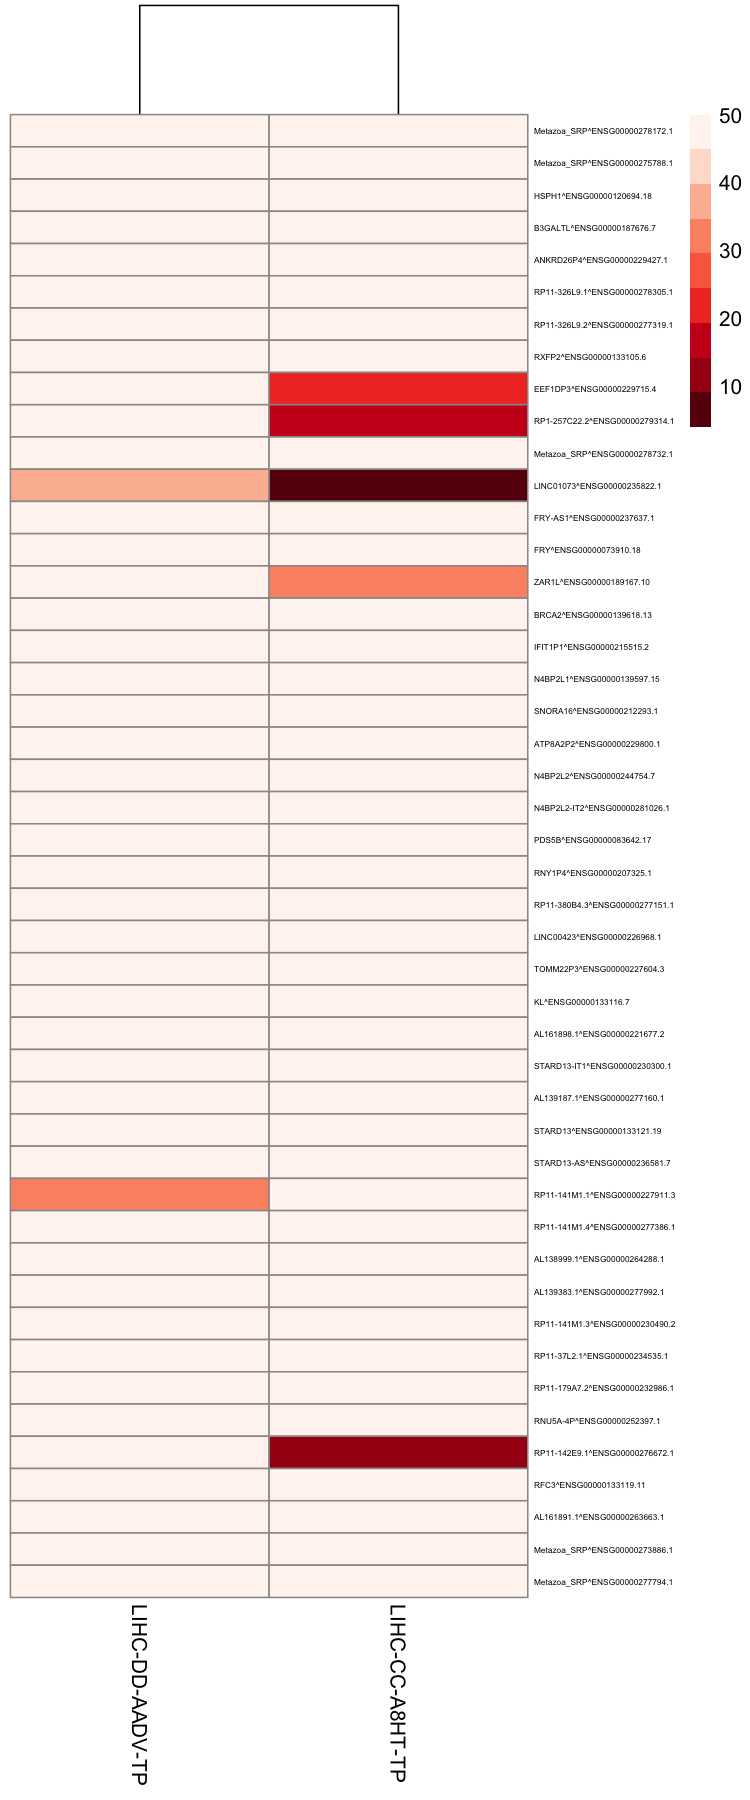 Metazoa_SRP^ENSG00000278172.1
Metazoa_SRP^ENSG00000275788.1
HSPH1^ENSG00000120694.18
B3GALTL^ENSG00000187676.7
ANKRD26P4^ENSG00000229427.1
RP11-326L9.1^ENSG00000278305.1
RP11-326L9.2^ENSG00000277319.1
RXFP2^ENSG00000133105.6
EEF1DP3^ENSG00000229715.4
RP1-257C22.2^ENSG00000279314.1
Metazoa_SRP^ENSG00000278732.1
LINC01073^ENSG00000235822.1
FRY-AS1^ENSG00000237637.1
FRY^ENSG00000073910.18
ZAR1L^ENSG00000189167.10
BRCA2^ENSG00000139618.13
IFIT1P1^ENSG00000215515.2
N4BP2L1^ENSG00000139597.15
SNORA16^ENSG00000212293.1
ATP8A2P2^ENSG00000229800.1
N4BP2L2^ENSG00000244754.7
N4BP2L2-IT2^ENSG00000281026.1
PDS5B^ENSG00000083642.17
RNY1P4^ENSG00000207325.1
RP11-380B4.3^ENSG00000277151.1
LINC00423^ENSG00000226968.1
TOMM22P3^ENSG00000227604.3
KL^ENSG00000133116.7
AL161898.1^ENSG00000221677.2
STARD13-IT1^ENSG00000230300.1
AL139187.1^ENSG00000277160.1
STARD13^ENSG00000133121.19
STARD13-AS^ENSG00000236581.7
RP11-141M1.1^ENSG00000227911.3
RP11-141M1.4^ENSG00000277386.1
AL138999.1^ENSG00000264288.1
AL139383.1^ENSG00000277992.1
RP11-141M1.3^ENSG00000230490.2
RP11-37L2.1^ENSG00000234535.1
RP11-179A7.2^ENSG00000232986.1
RNU5A-4P^ENSG00000252397.1
RP11-142E9.1^ENSG00000276672.1
RFC3^ENSG00000133119.11
AL161891.1^ENSG00000263663.1
Metazoa_SRP^ENSG00000273886.1
Metazoa_SRP^ENSG00000277794.1
50
40
30
20
10
LIHC-DD-AADV-TP
LIHC-CC-A8HT-TP